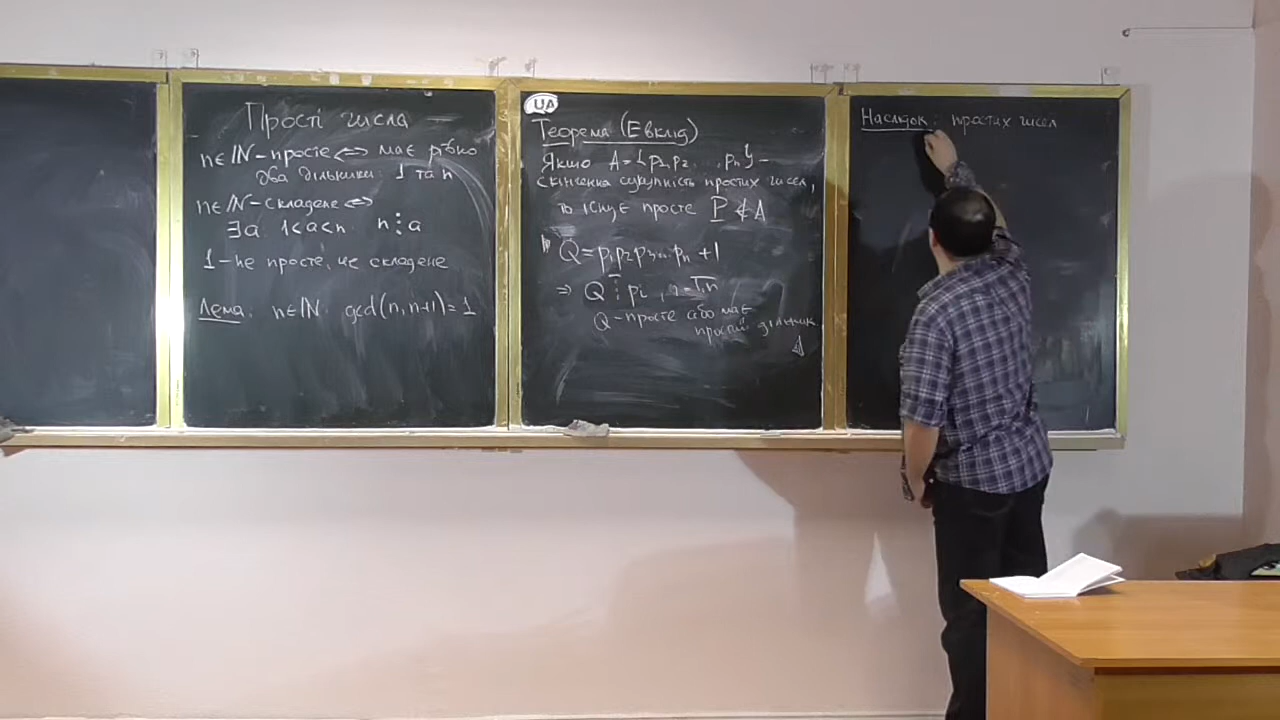 Прості числа
n∈ℕ - просте ⇔ має рівно
два дільники: 1 та n
n∈ℕ - складене ⇔
∃a: 1<a<n: n⋮a
1 - не просте, не складене
Лема: n∈ℕ: gcd(n, n+1) = 1
UA
Теорема (Евклід)
Якщо A = {p₁, p₂, ..., pₙ} -
скінченна сукупність простих чисел,
то існує просте P ∉ A
Q = p₁p₂p₃...pₙ + 1
⇒ Q ⋮̅ pᵢ, i = 1,n
Q - просте або має
простий дільник
Наслідок: простих чисел